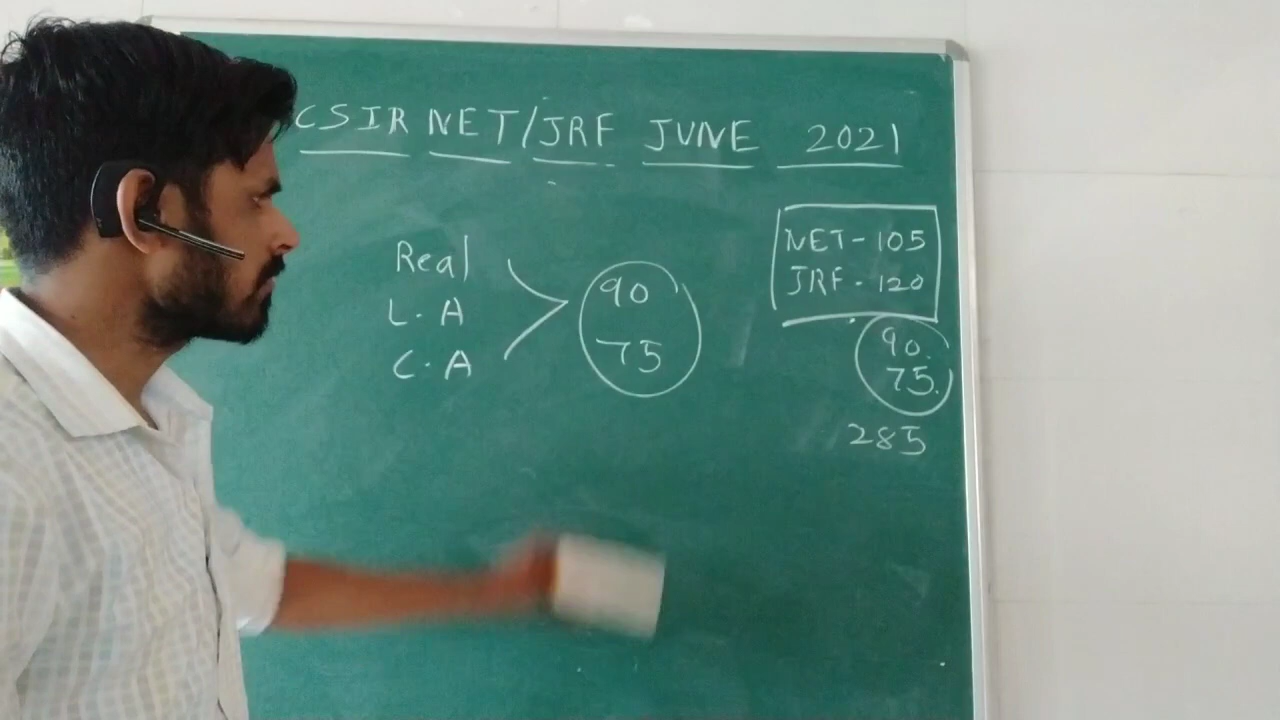 CSIR NET/JRF JUNE 2021
Real
L.A
C.A
90
75
NET-105
JRF-120
90.
75.
285